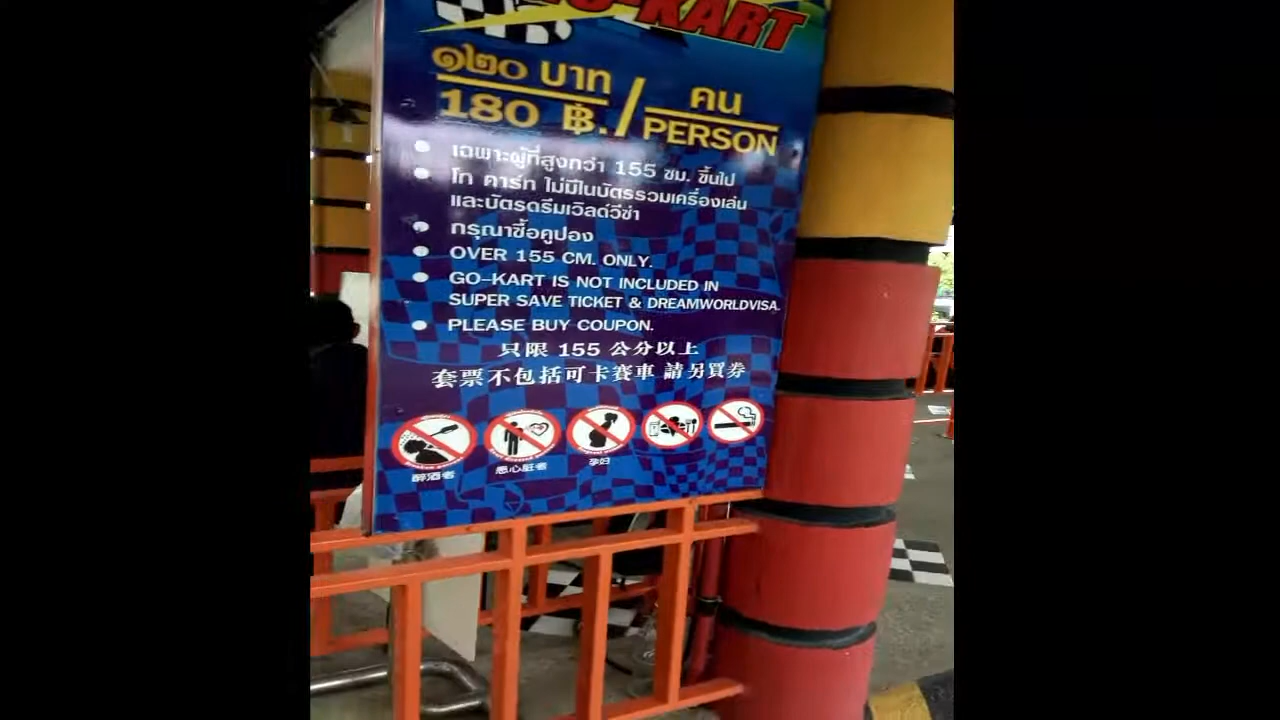 GO-KART
๑๒๐ บาท / คน
180 ฿. / PERSON
เฉพาะผู้ที่สูงกว่า 155 ซม. ขึ้นไป
โก คาร์ท ไม่มีในบัตรรวมเครื่องเล่น
และบัตรดรีมเวิลด์วีซ่า
กรุณาซื้อคูปอง
OVER 155 CM. ONLY.
GO-KART IS NOT INCLUDED IN
SUPER SAVE TICKET & DREAMWORLDVISA.
PLEASE BUY COUPON.
只限 155 公分以上
套票不包括可卡賽車 請另買券
醉酒者
患心脏者
孕妇